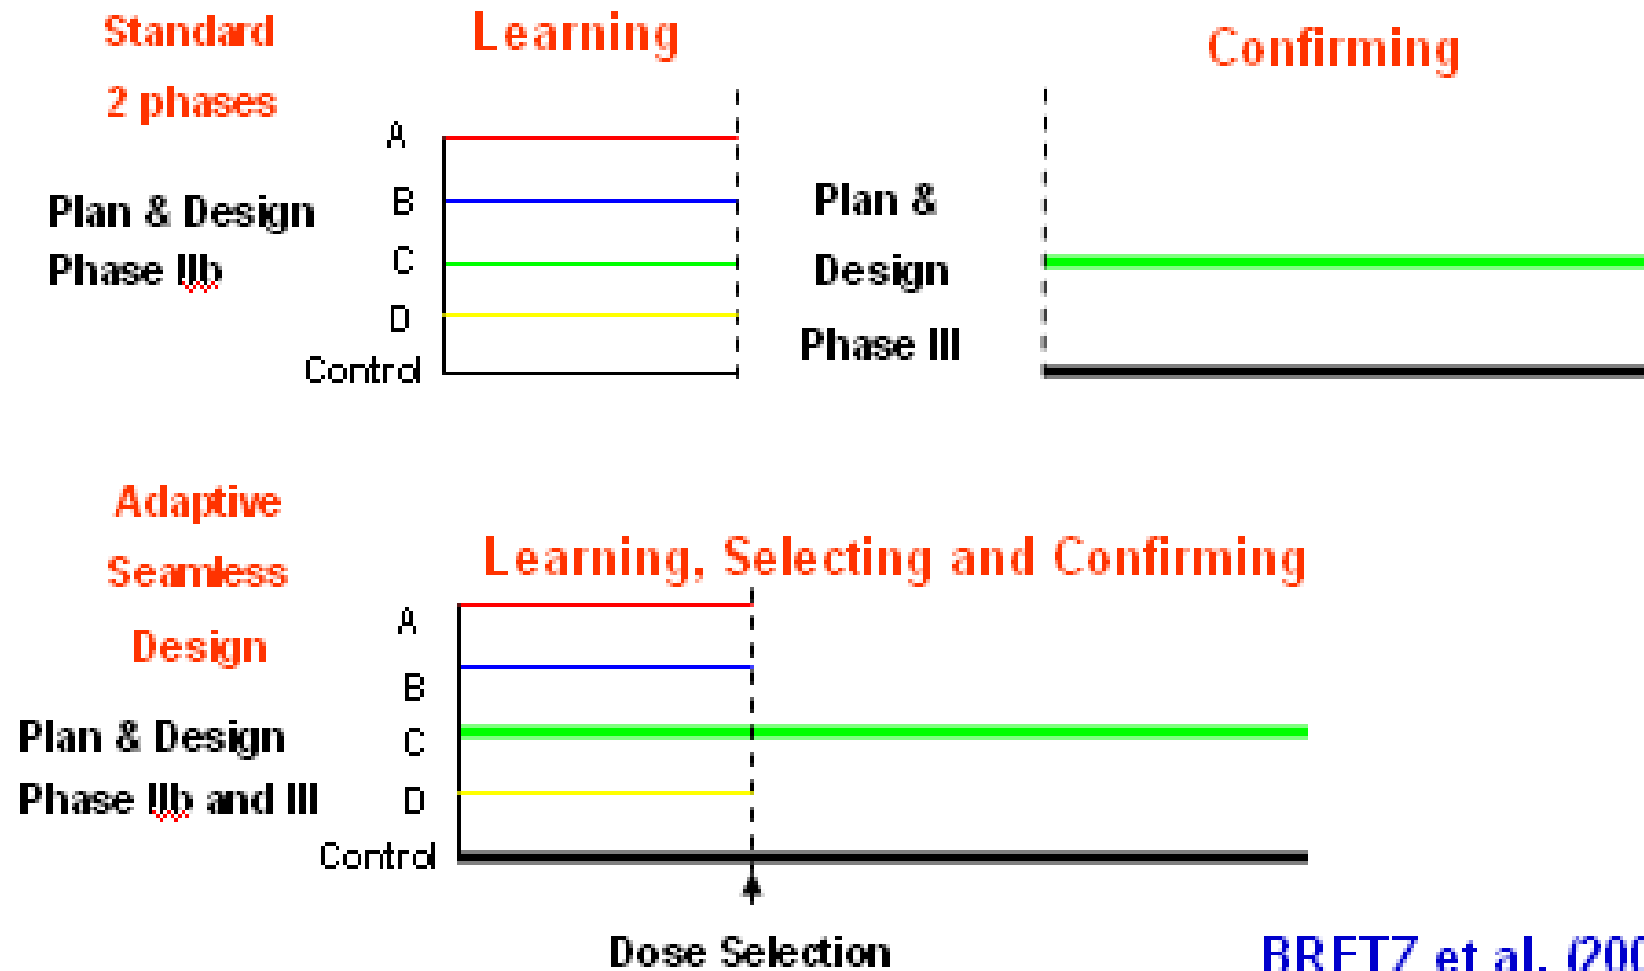 Standard
2 phases
Learning
Confirming
A
B
C
D
Control
Plan & Design
Phase IIb
Plan &
Design
Phase III
Adaptive
Seamless
Design
Learning, Selecting and Confirming
A
B
C
D
Control
Plan & Design
Phase IIb and III
Dose Selection
BRETZ et al. (200